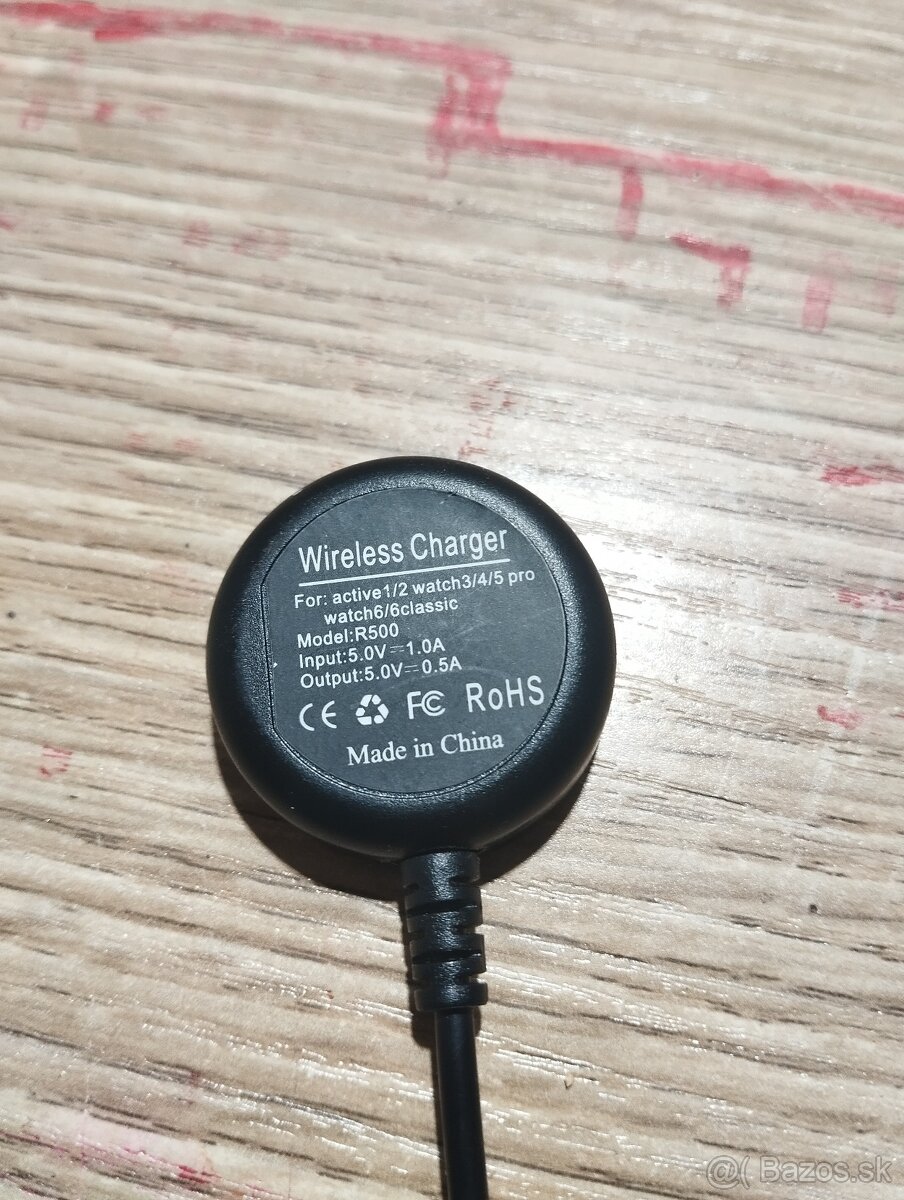 Wireless Charger
For: active1/2 watch3/4/5 pro
watch6/6classic
Model:R500
Input:5.0V⎓1.0A
Output:5.0V⎓0.5A
CE FC RoHS
Made in China
@( Bazos.sk